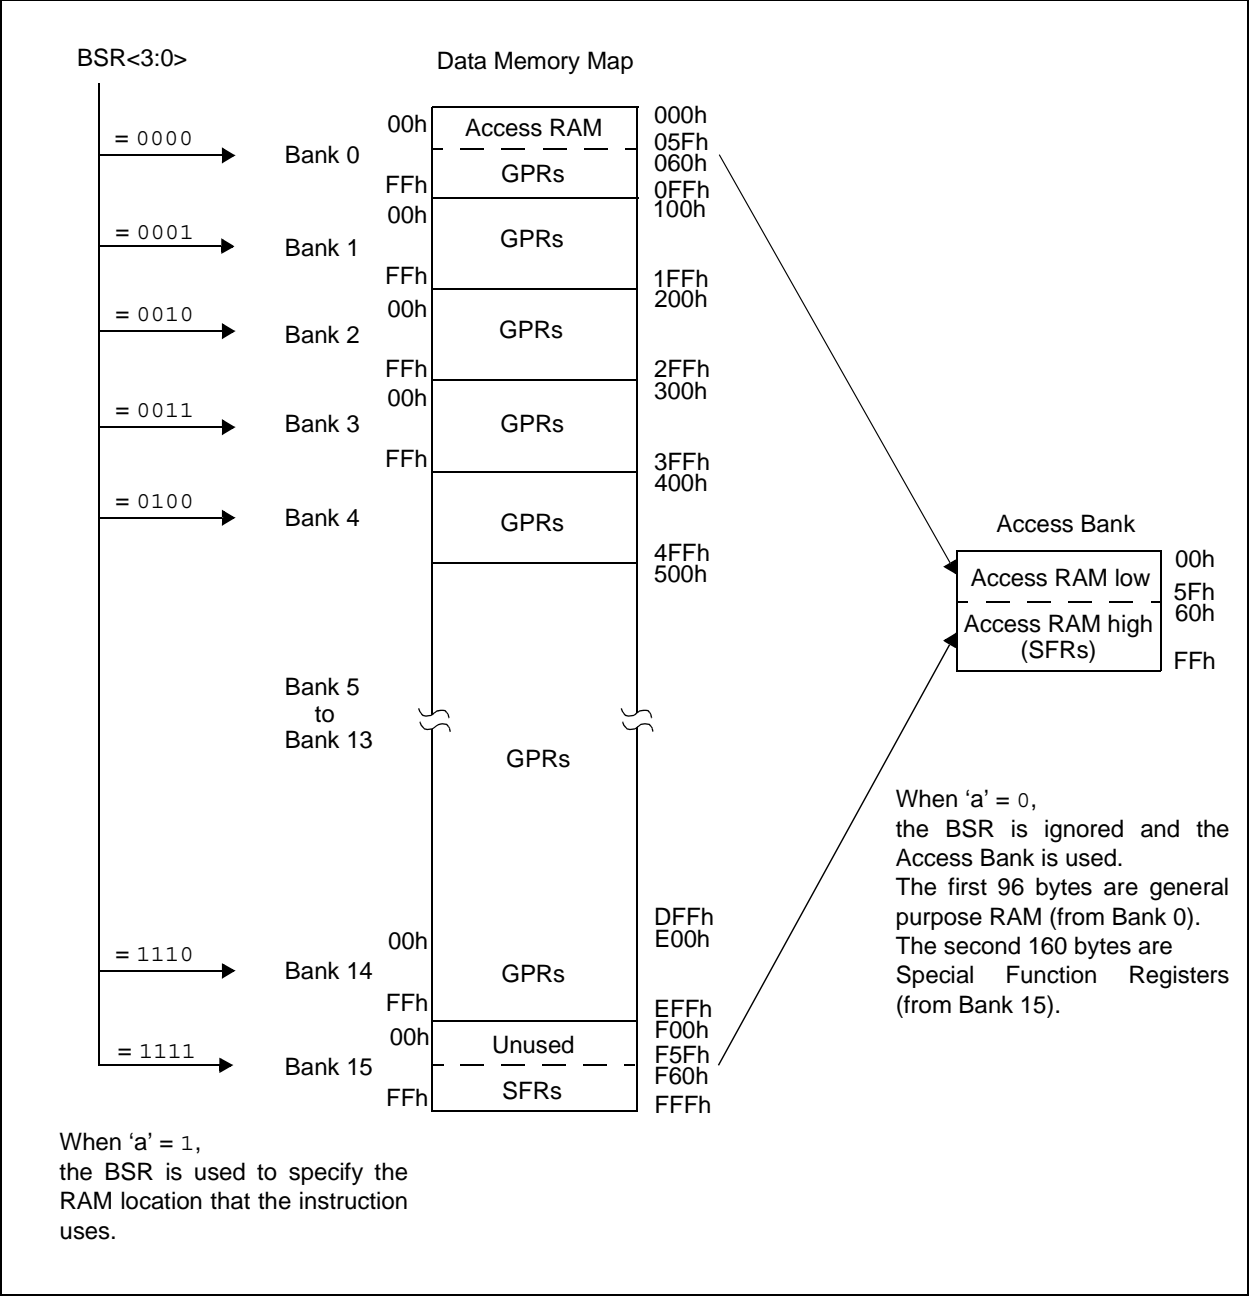 BSR<3:0>
Data Memory Map
= 0000
Bank 0
00h
Access RAM
000h
05Fh
060h
FFh
GPRs
0FFh
= 0001
Bank 1
00h
GPRs
100h
FFh
1FFh
= 0010
Bank 2
00h
GPRs
200h
FFh
2FFh
= 0011
Bank 3
00h
GPRs
300h
FFh
3FFh
= 0100
Bank 4
GPRs
400h
4FFh
500h
Access Bank
Access RAM low
00h
5Fh
60h
Access RAM high
(SFRs)
FFh
Bank 5
to
Bank 13
GPRs
DFFh
= 1110
Bank 14
00h
GPRs
E00h
FFh
EFFh
= 1111
Bank 15
00h
Unused
F00h
F5Fh
F60h
FFh
SFRs
FFFh
When ‘a’ = 0,
the BSR is ignored and the
Access Bank is used.
The first 96 bytes are general
purpose RAM (from Bank 0).
The second 160 bytes are
Special Function Registers
(from Bank 15).
When ‘a’ = 1,
the BSR is used to specify the
RAM location that the instruction
uses.